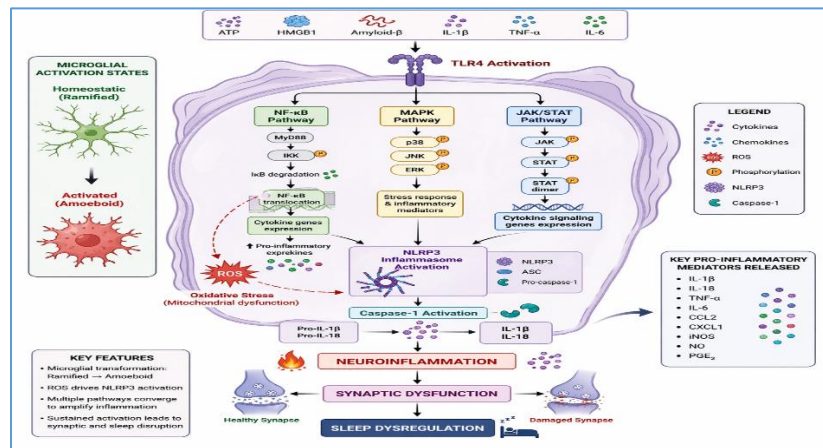 ATP
HMGB1
Amyloid-β
IL-1β
TNF-α
IL-6
TLR4 Activation
MICROGLIAL
ACTIVATION STATES
Homeostatic
(Ramified)
Activated
(Amoeboid)
NF-κB
Pathway
MyD88
IKK
P
IκB degradation
NF-κB
translocation
Cytokine genes
expression
↑ Pro-inflammatory
exprekines
ROS
Oxidative Stress
(Mitochondrial dysfunction)
MAPK
Pathway
p38
P
JNK
P
ERK
P
Stress response
& inflammatory
mediators
JAK/STAT
Pathway
JAK
P
STAT
P
STAT
dimer
P
Cytokine signaling
genes expression
NLRP3
Inflammasome
Activation
NLRP3
ASC
Pro-caspase-1
Caspase-1 Activation
Pro-IL-1β
Pro-IL-18
IL-1β
IL-18
NEUROINFLAMMATION
SYNAPTIC DYSFUNCTION
Healthy Synapse
Damaged Synapse
SLEEP DYSREGULATION
z z z
LEGEND
Cytokines
Chemokines
ROS
ROS
P
Phosphorylation
NLRP3
Caspase-1
KEY PRO-INFLAMMATORY
MEDIATORS RELEASED
• IL-1β
• IL-18
• TNF-α
• IL-6
• CCL2
• CXCL1
• iNOS
• NO
• PGE₂
KEY FEATURES
• Microglial transformation:
Ramified → Amoeboid
• ROS drives NLRP3 activation
• Multiple pathways converge
to amplify inflammation
• Sustained activation leads to
synaptic and sleep disruption